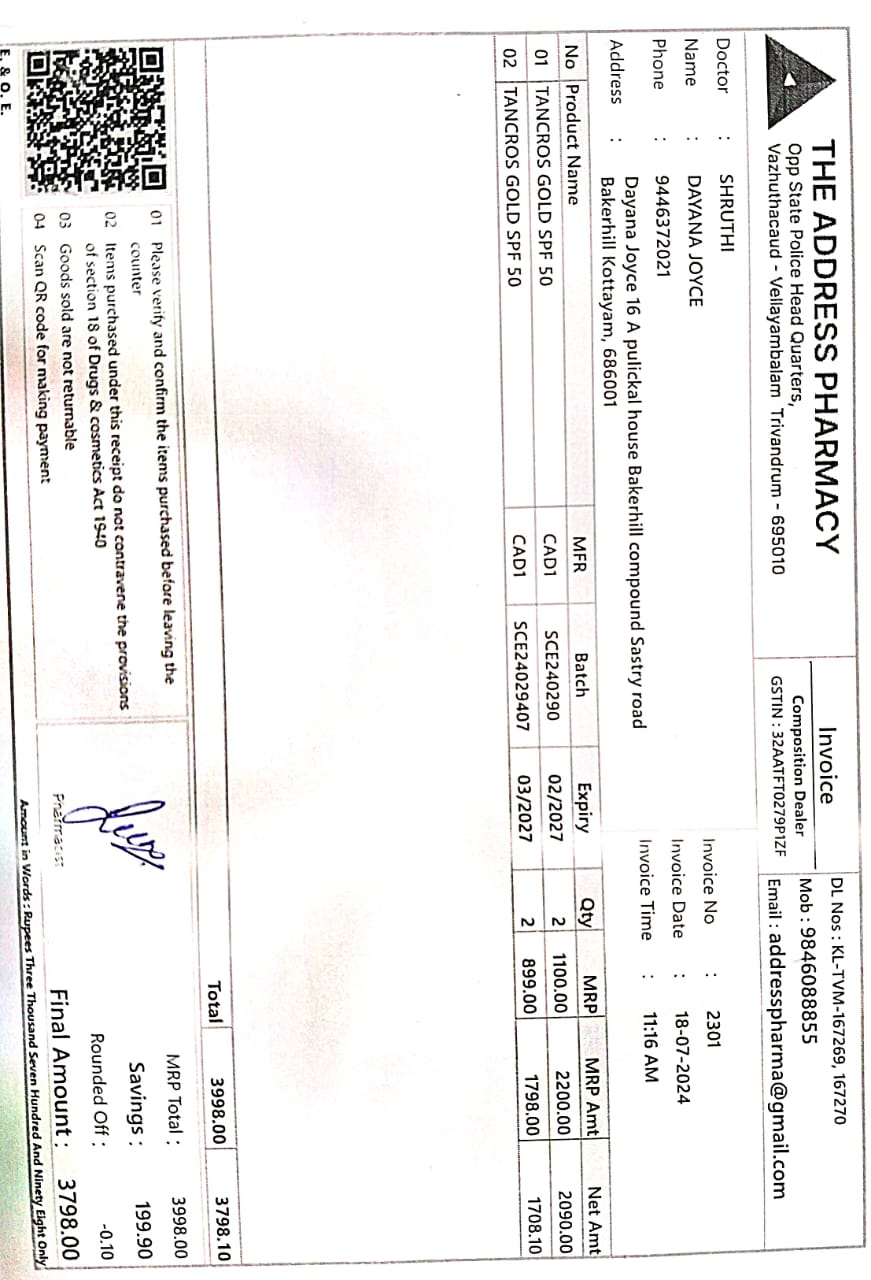 THE ADDRESS PHARMACY
Opp State Police Head Quarters,
Vazhuthacaud - Vellayambalam Trivandrum - 695010
Invoice
Composition Dealer
GSTIN : 32AATFT0279P1ZF
DL Nos : KL-TVM-167269, 167270
Mob : 9846088855
Email : addresspharma@gmail.com
Doctor : SHRUTHI
Name : DAYANA JOYCE
Phone : 9446372021
Address : Dayana Joyce 16 A pulickal house Bakerhill compound Sastry road
Bakerhill Kottayam, 686001
Invoice No : 2301
Invoice Date : 18-07-2024
Invoice Time : 11:16 AM
No Product Name MFR Batch Expiry Qty MRP MRP Amt Net Amt
01 TANCROS GOLD SPF 50 CAD1 SCE240290 02/2027 2 1100.00 2200.00 2090.00
02 TANCROS GOLD SPF 50 CAD1 SCE24029407 03/2027 2 899.00 1798.00 1708.10
Total 3998.00 3798.10
01 Please verify and confirm the items purchased before leaving the
counter
02 Items purchased under this receipt do not contravene the provisions
of section 18 of Drugs & cosmetics Act 1940
03 Goods sold are not returnable
04 Scan QR code for making payment
Pharmacist
MRP Total : 3998.00
Savings : 199.90
Rounded Off : -0.10
Final Amount : 3798.00
Amount in Words : Rupees Three Thousand Seven Hundred And Ninety Eight Only
E. & O. E.